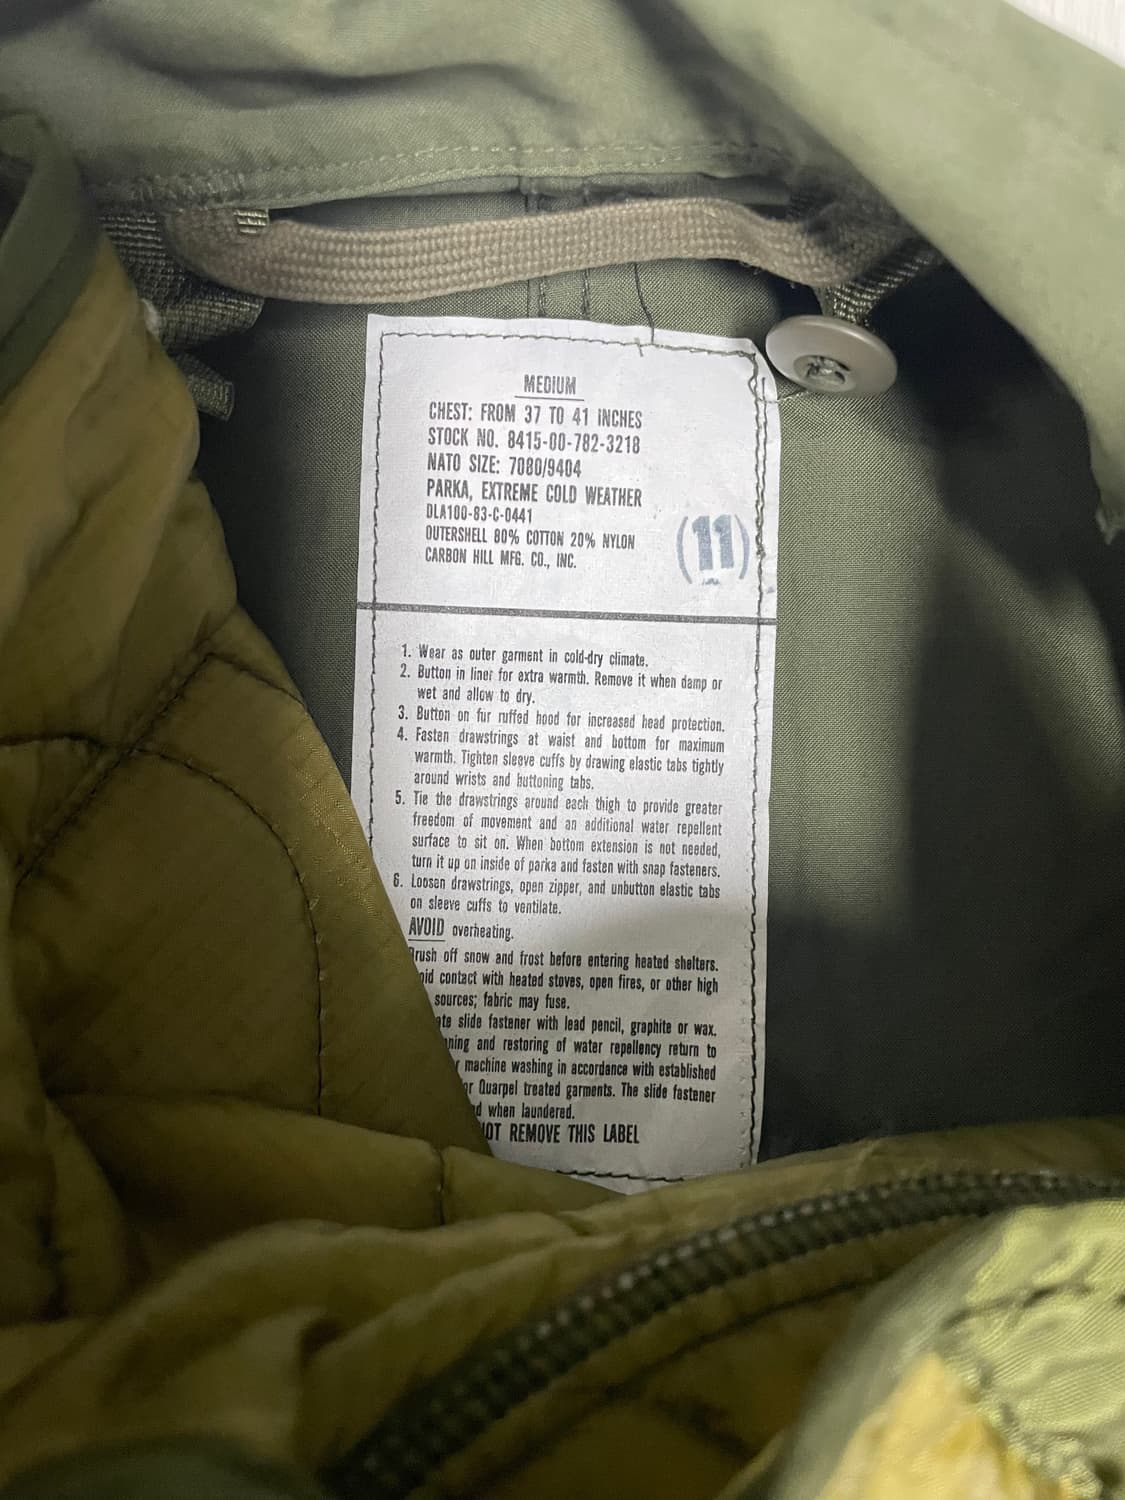 MEDIUM
CHEST: FROM 37 TO 41 INCHES
STOCK NO. 8415-00-782-3218
NATO SIZE: 7080/9404
PARKA, EXTREME COLD WEATHER
DLA100-83-C-0441
OUTERSHELL 80% COTTON 20% NYLON
CARBON HILL MFG. CO., INC.
(11)
1. Wear as outer garment in cold-dry climate.
2. Button in liner for extra warmth. Remove it when damp or
wet and allow to dry.
3. Button on fur ruffed hood for increased head protection.
4. Fasten drawstrings at waist and bottom for maximum
warmth. Tighten sleeve cuffs by drawing elastic tabs tightly
around wrists and buttoning tabs.
5. Tie the drawstrings around each thigh to provide greater
freedom of movement and an additional water repellent
surface to sit on. When bottom extension is not needed,
turn it up on inside of parka and fasten with snap fasteners.
6. Loosen drawstrings, open zipper, and unbutton elastic tabs
on sleeve cuffs to ventilate.
AVOID overheating.
Brush off snow and frost before entering heated shelters.
contact with heated stoves, open fires, or other high
sources; fabric may fuse.
slide fastener with lead pencil, graphite or wax.
and restoring of water repellency return to
machine washing in accordance with established
Quarpel treated garments. The slide fastener
when laundered.
NOT REMOVE THIS LABEL